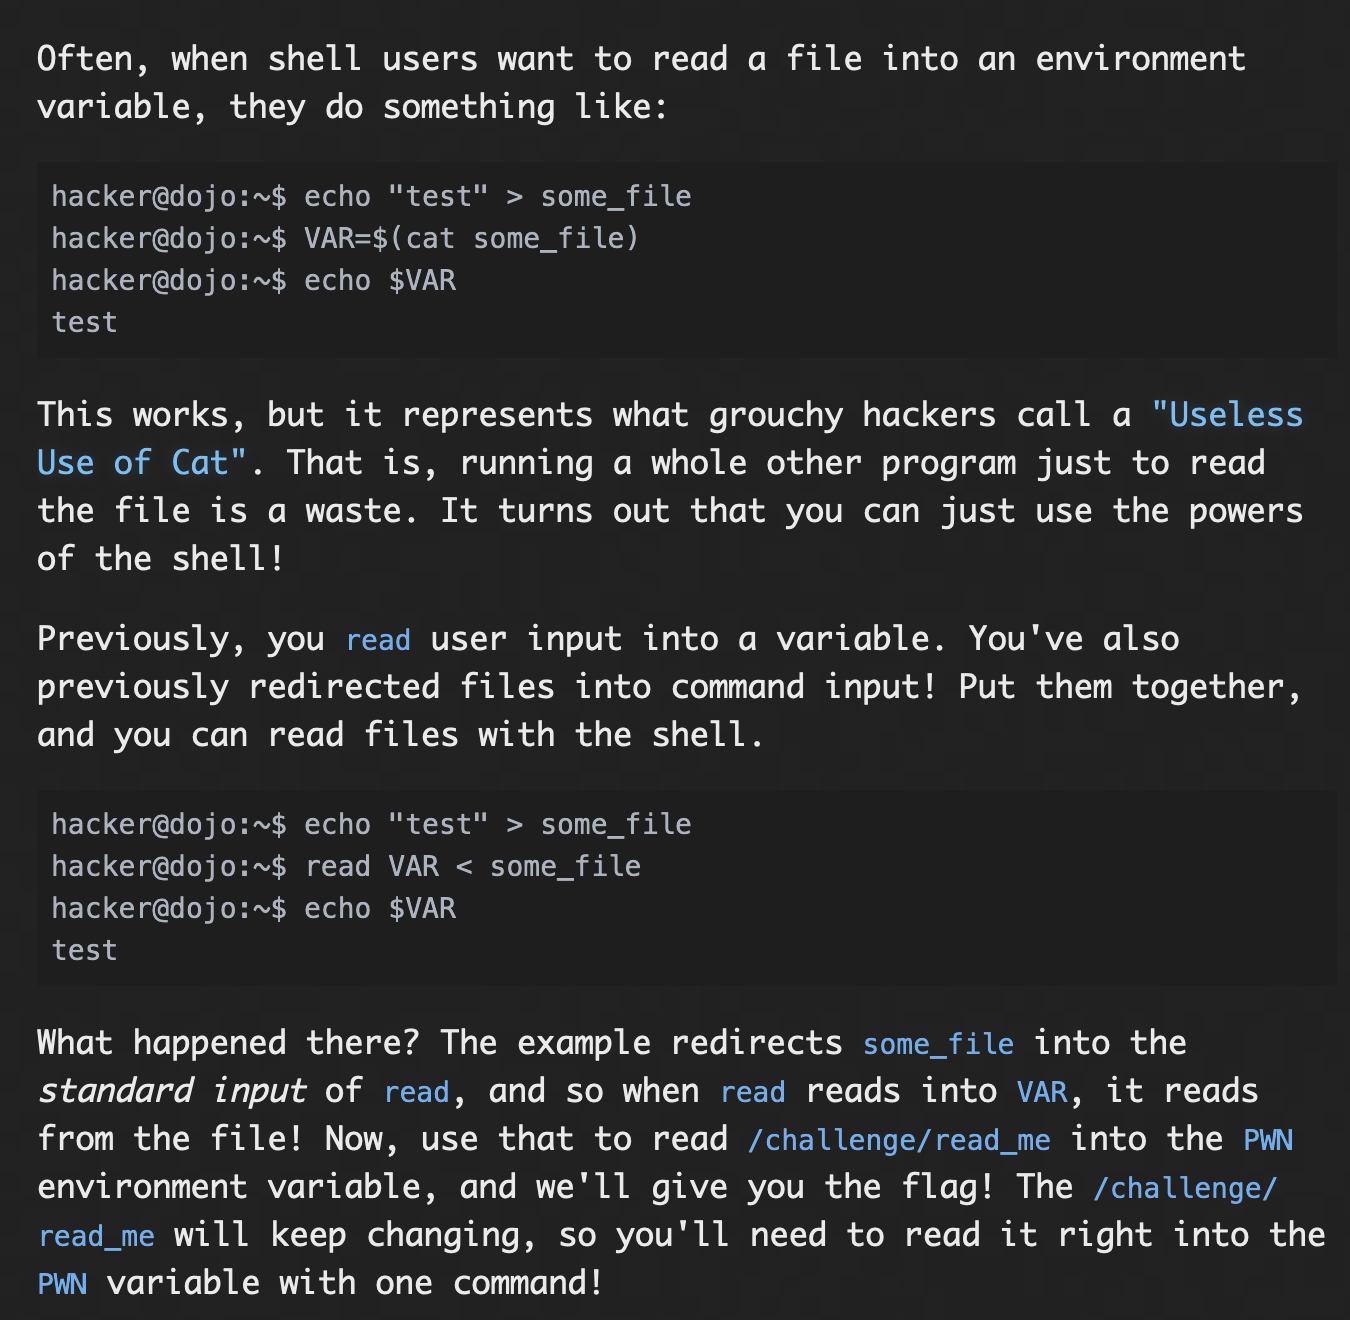 Often, when shell users want to read a file into an environment
variable, they do something like:
hacker@dojo:~$ echo "test" > some_file
hacker@dojo:~$ VAR=$(cat some_file)
hacker@dojo:~$ echo $VAR
test
This works, but it represents what grouchy hackers call a "Useless
Use of Cat". That is, running a whole other program just to read
the file is a waste. It turns out that you can just use the powers
of the shell!
Previously, you read user input into a variable. You've also
previously redirected files into command input! Put them together,
and you can read files with the shell.
hacker@dojo:~$ echo "test" > some_file
hacker@dojo:~$ read VAR < some_file
hacker@dojo:~$ echo $VAR
test
What happened there? The example redirects some_file into the
standard input of read, and so when read reads into VAR, it reads
from the file! Now, use that to read /challenge/read_me into the PWN
environment variable, and we'll give you the flag! The /challenge/
read_me will keep changing, so you'll need to read it right into the
PWN variable with one command!